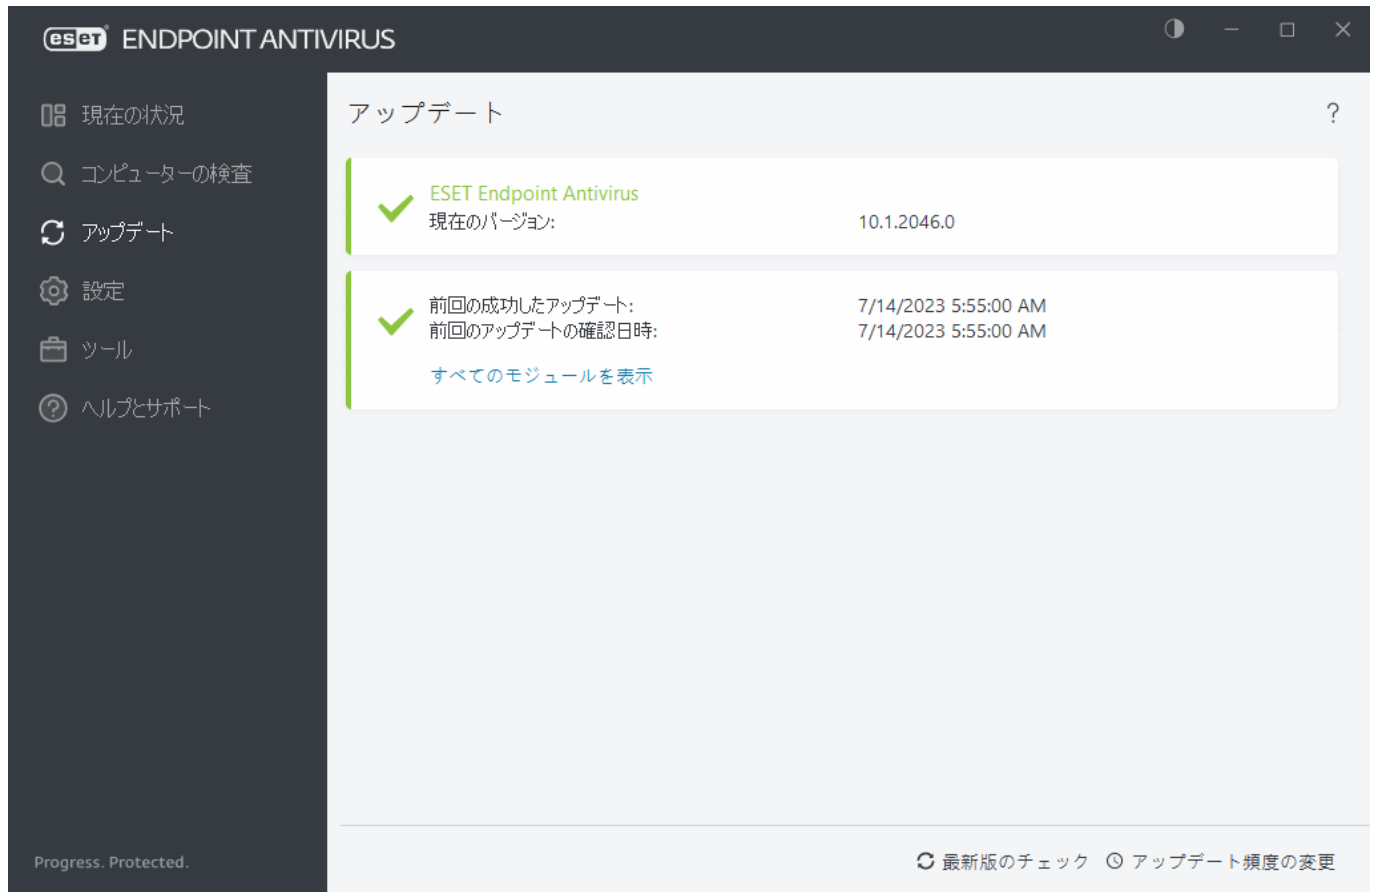 eset ENDPOINT ANTIVIRUS
現在の状況
コンピューターの検査
アップデート
設定
ツール
ヘルプとサポート
Progress. Protected.
アップデート
?
ESET Endpoint Antivirus
現在のバージョン: 10.1.2046.0
前回の成功したアップデート: 7/14/2023 5:55:00 AM
前回のアップデートの確認日時: 7/14/2023 5:55:00 AM
すべてのモジュールを表示
最新版のチェック アップデート頻度の変更